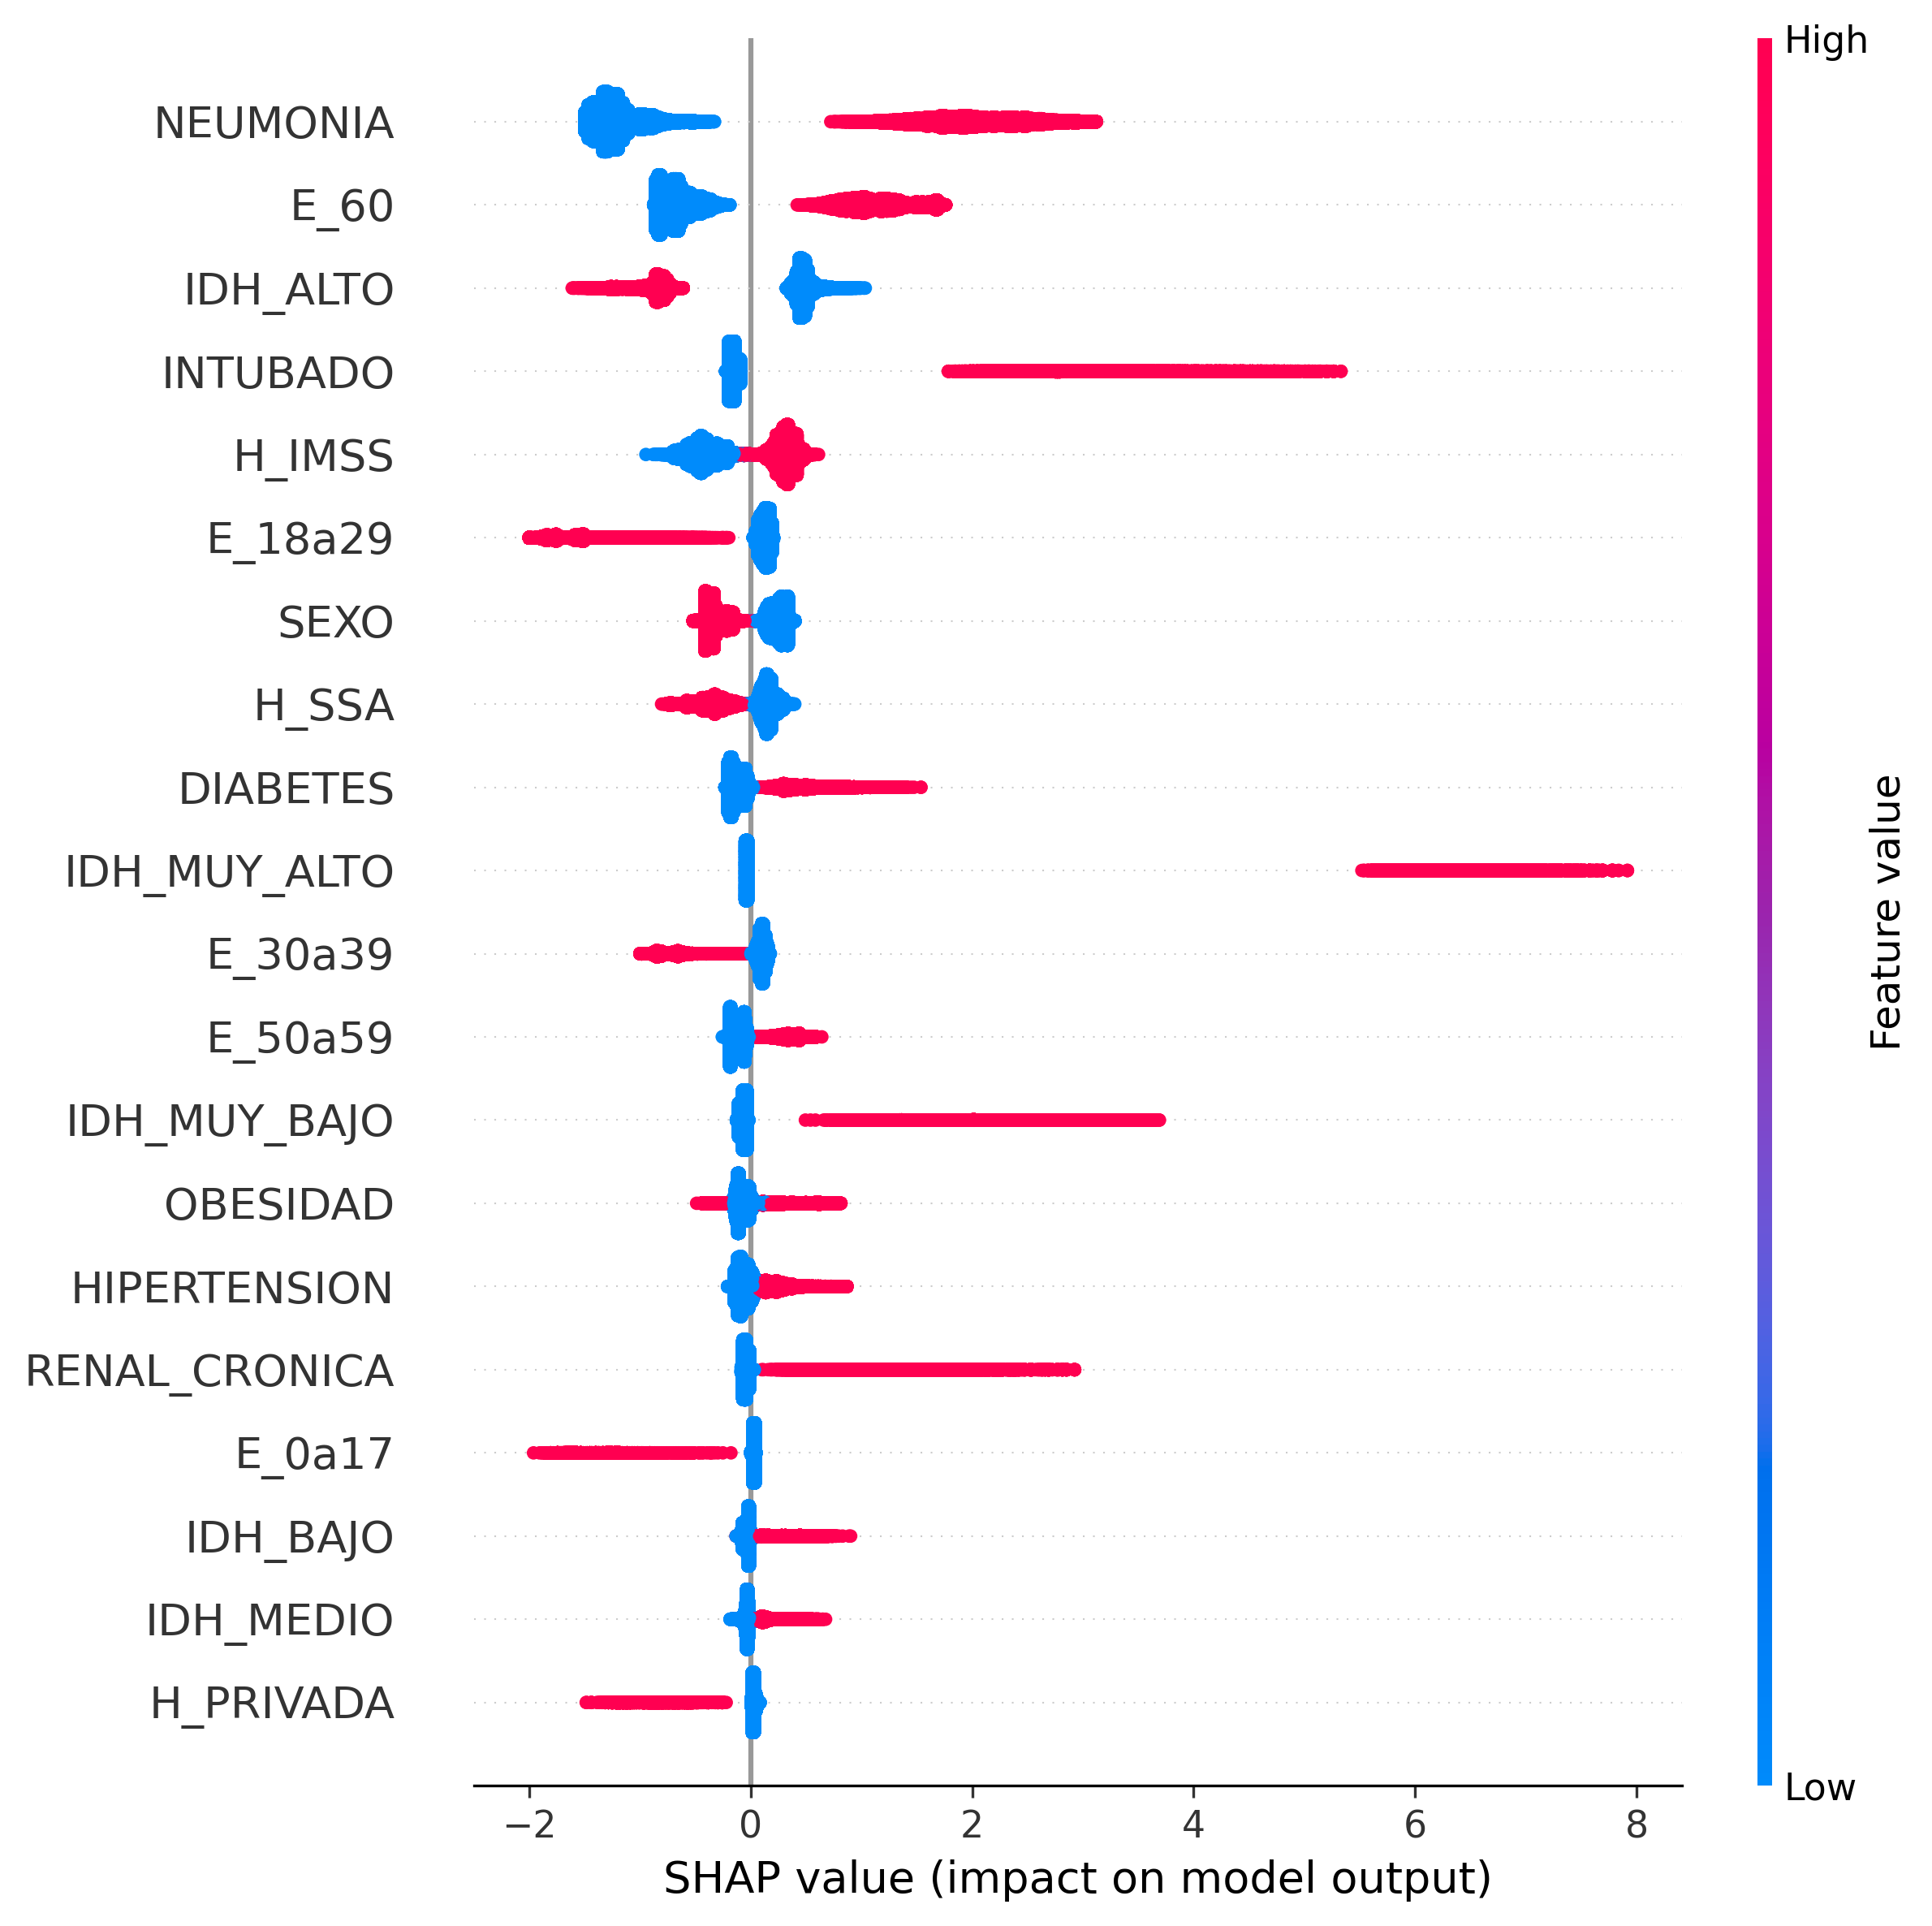 High
NEUMONIA
E_60
IDH_ALTO
INTUBADO
H_IMSS
E_18a29
SEXO
H_SSA
DIABETES
IDH_MUY_ALTO
E_30a39
E_50a59
IDH_MUY_BAJO
OBESIDAD
HIPERTENSION
RENAL_CRONICA
E_0a17
IDH_BAJO
IDH_MEDIO
H_PRIVADA
Feature value
Low
−2 0 2 4 6 8
SHAP value (impact on model output)